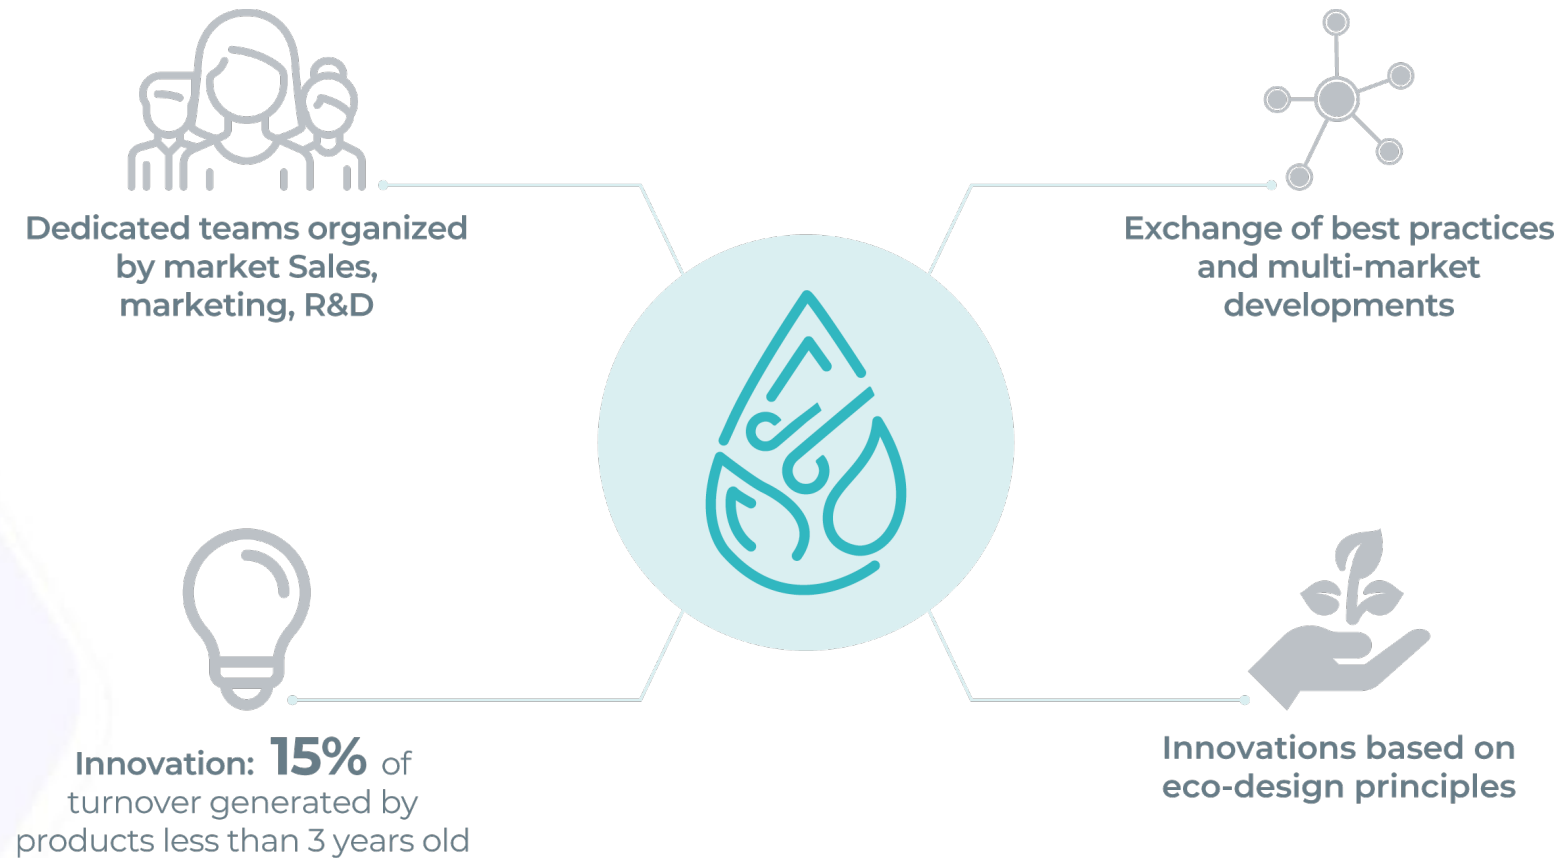 Dedicated teams organized
by market Sales,
marketing, R&D
Exchange of best practices
and multi-market
developments
Innovation: 15% of
turnover generated by
products less than 3 years old
Innovations based on
eco-design principles